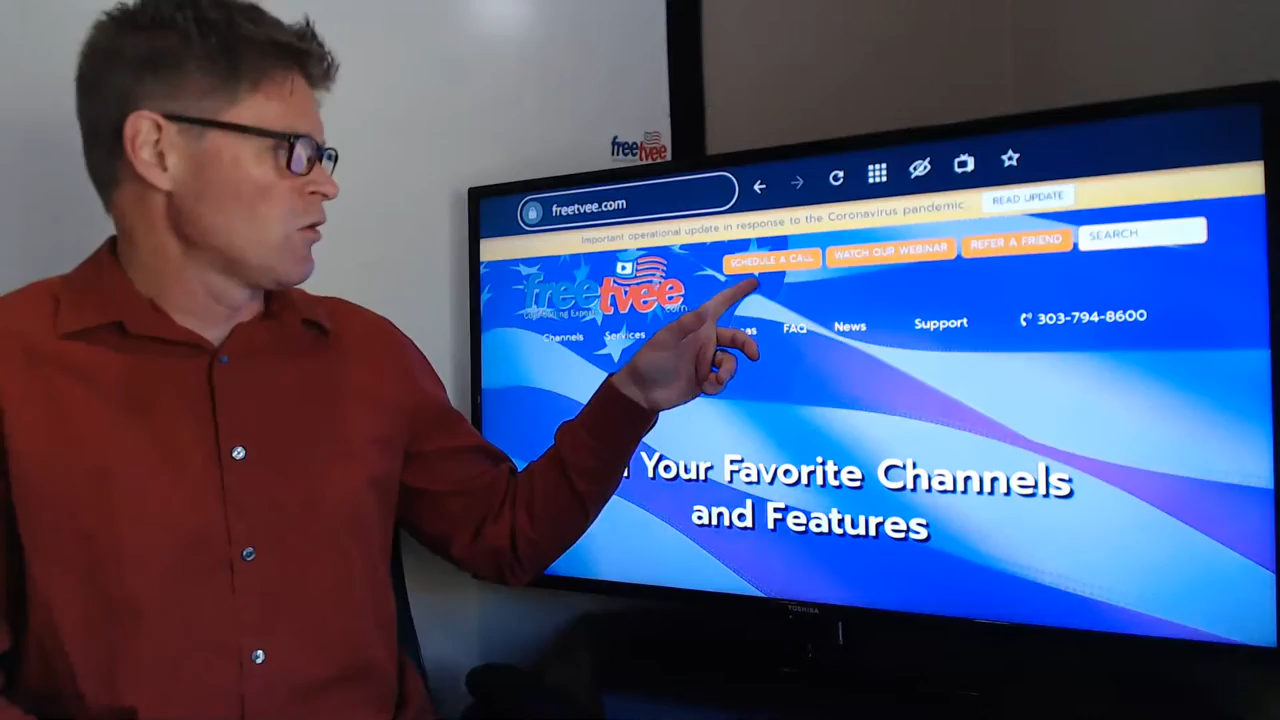 freetvee
freetvee.com
Important operational update in response to the Coronavirus pandemic
READ UPDATE
SCHEDULE A CALL
WATCH OUR WEBINAR
REFER A FRIEND
SEARCH
freetvee
.com
Channels
Services
FAQ
News
Support
303-794-8600
Your Favorite Channels
and Features
TOSHIBA